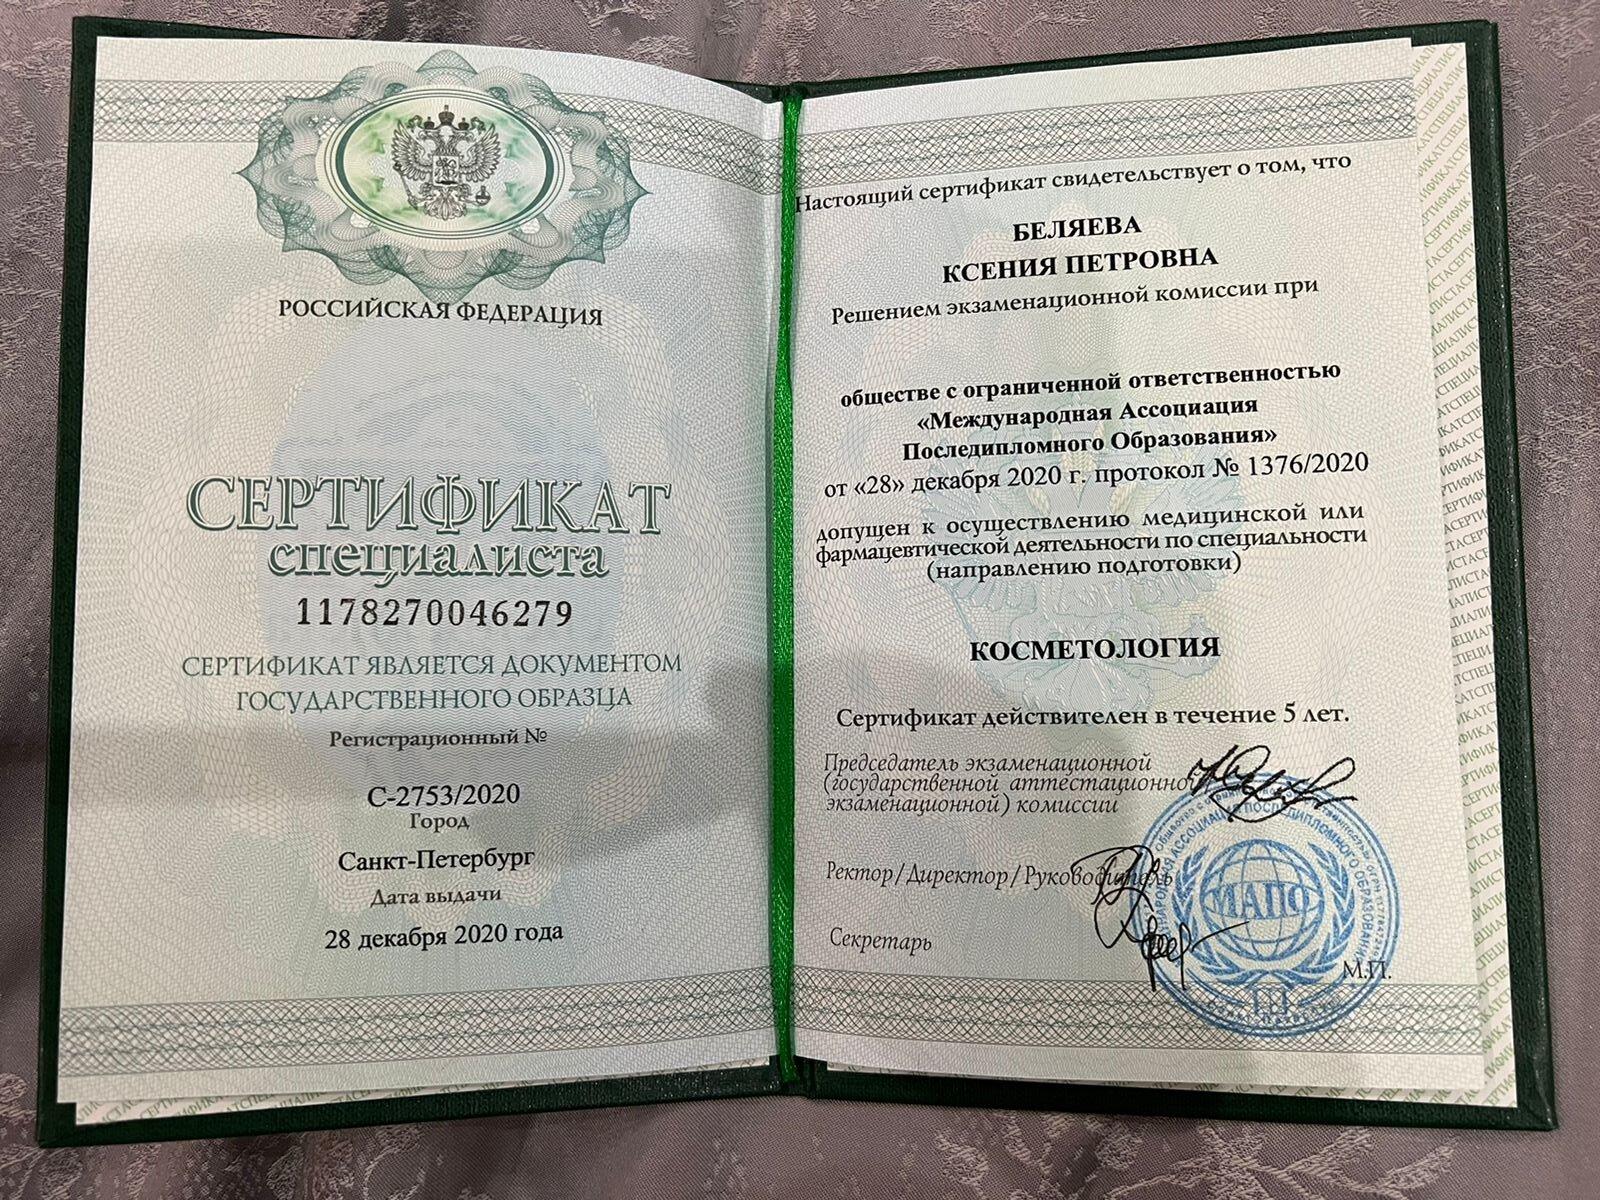 РОССИЙСКАЯ ФЕДЕРАЦИЯ
СЕРТИФИКАТ
специалиста
1178270046279
СЕРТИФИКАТ ЯВЛЯЕТСЯ ДОКУМЕНТОМ
ГОСУДАРСТВЕННОГО ОБРАЗЦА
Регистрационный №
С-2753/2020
Город
Санкт-Петербург
Дата выдачи
28 декабря 2020 года
Настоящий сертификат свидетельствует о том, что
БЕЛЯЕВА
КСЕНИЯ ПЕТРОВНА
Решением экзаменационной комиссии при
обществе с ограниченной ответственностью
«Международная Ассоциация
Последипломного Образования»
от «28» декабря 2020 г. протокол № 1376/2020
допущен к осуществлению медицинской или
фармацевтической деятельности по специальности
(направлению подготовки)
КОСМЕТОЛОГИЯ
Сертификат действителен в течение 5 лет.
Председатель экзаменационной
(государственной аттестационной
экзаменационной) комиссии
Ректор/Директор/Руководитель
Секретарь
МАПО
М.П.